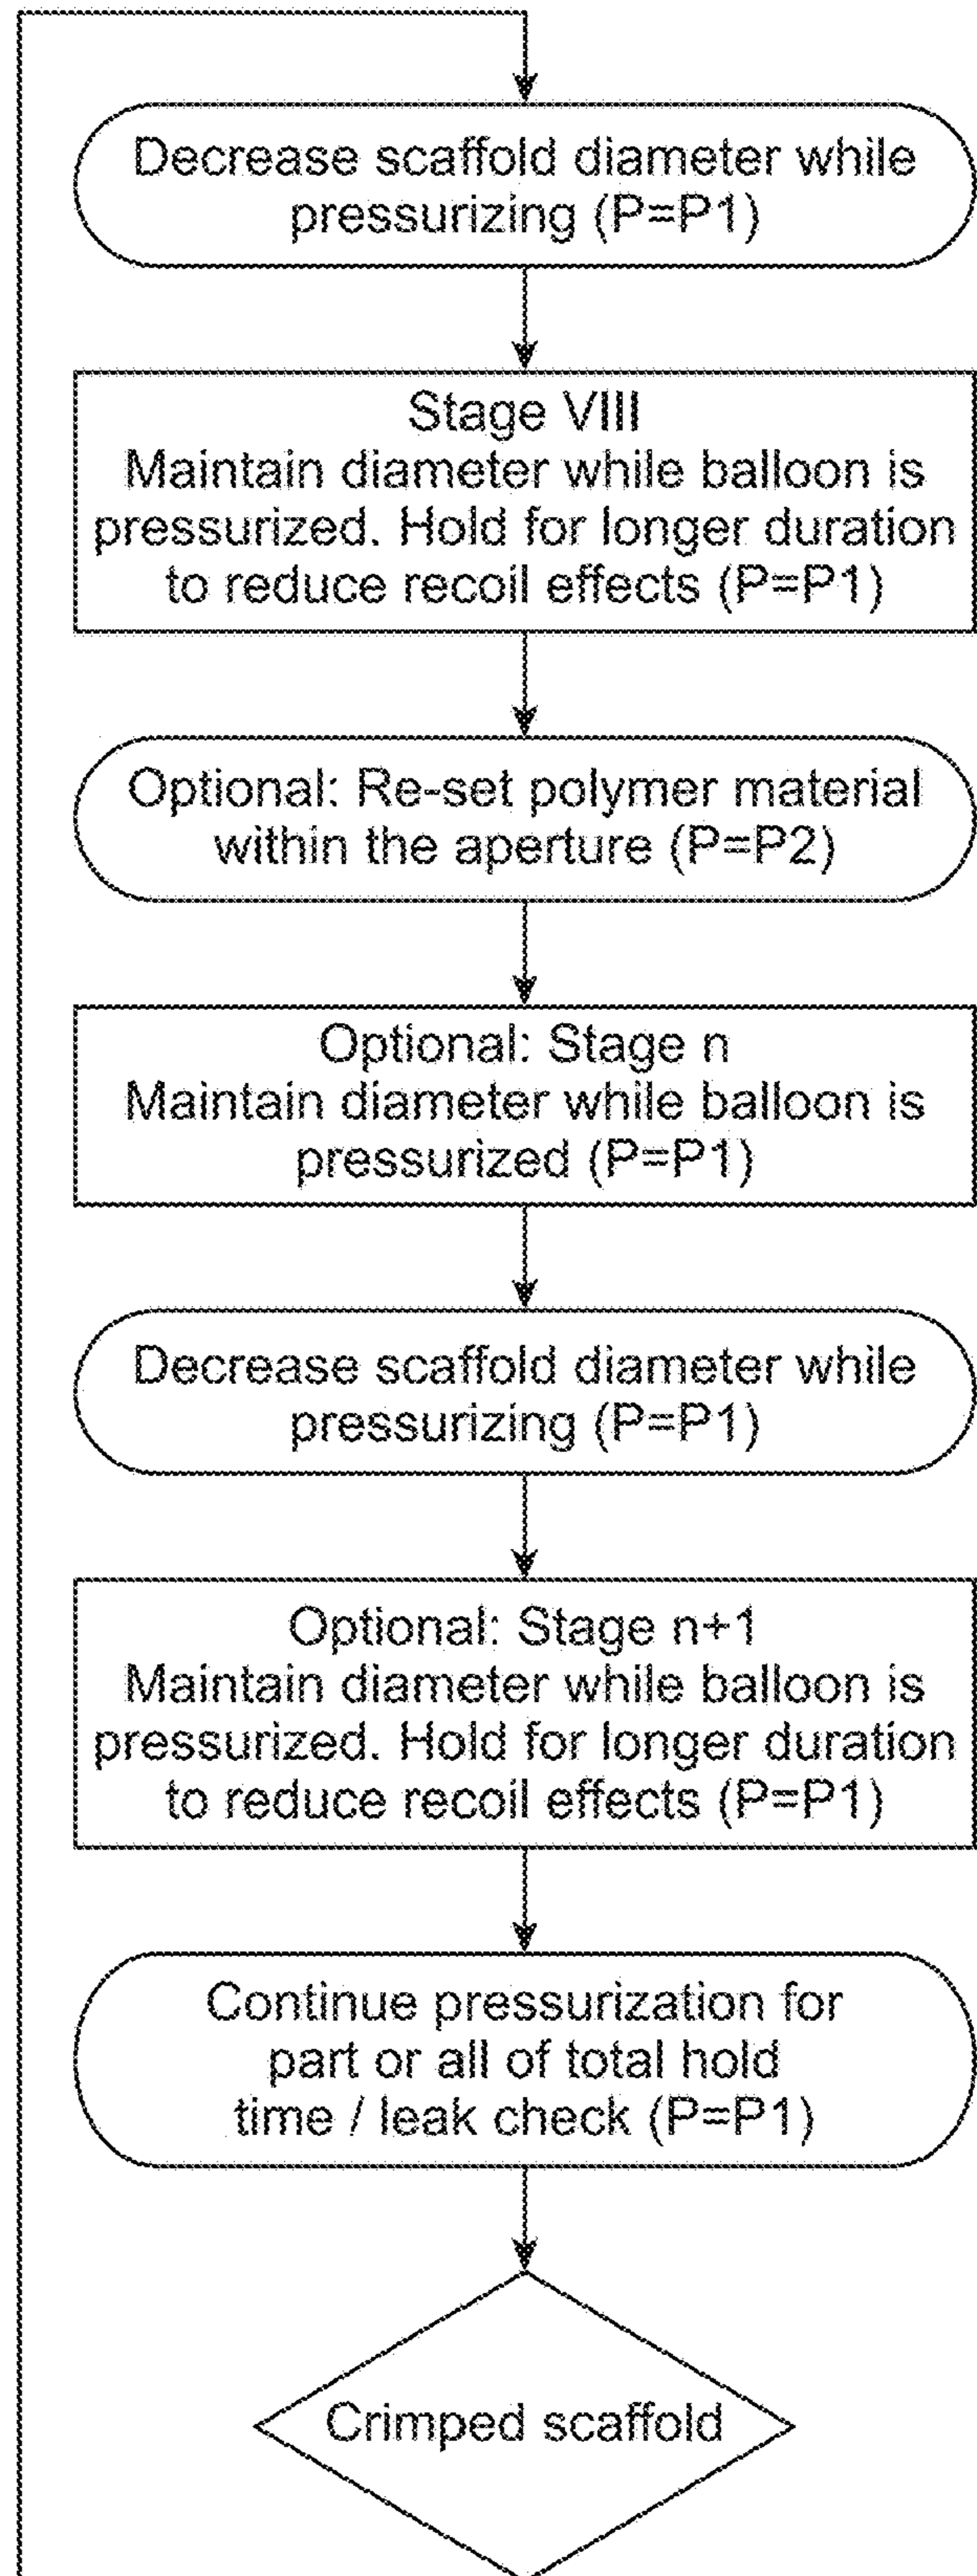 Decrease scaffold diameter while
pressurizing (P=P1)
Stage VIII
Maintain diameter while balloon is
pressurized. Hold for longer duration
to reduce recoil effects (P=P1)
Optional: Re-set polymer material
within the aperture (P=P2)
Optional: Stage n
Maintain diameter while balloon is
pressurized (P=P1)
Decrease scaffold diameter while
pressurizing (P=P1)
Optional: Stage n+1
Maintain diameter while balloon is
pressurized. Hold for longer duration
to reduce recoil effects (P=P1)
Continue pressurization for
part or all of total hold
time / leak check (P=P1)
Crimped scaffold